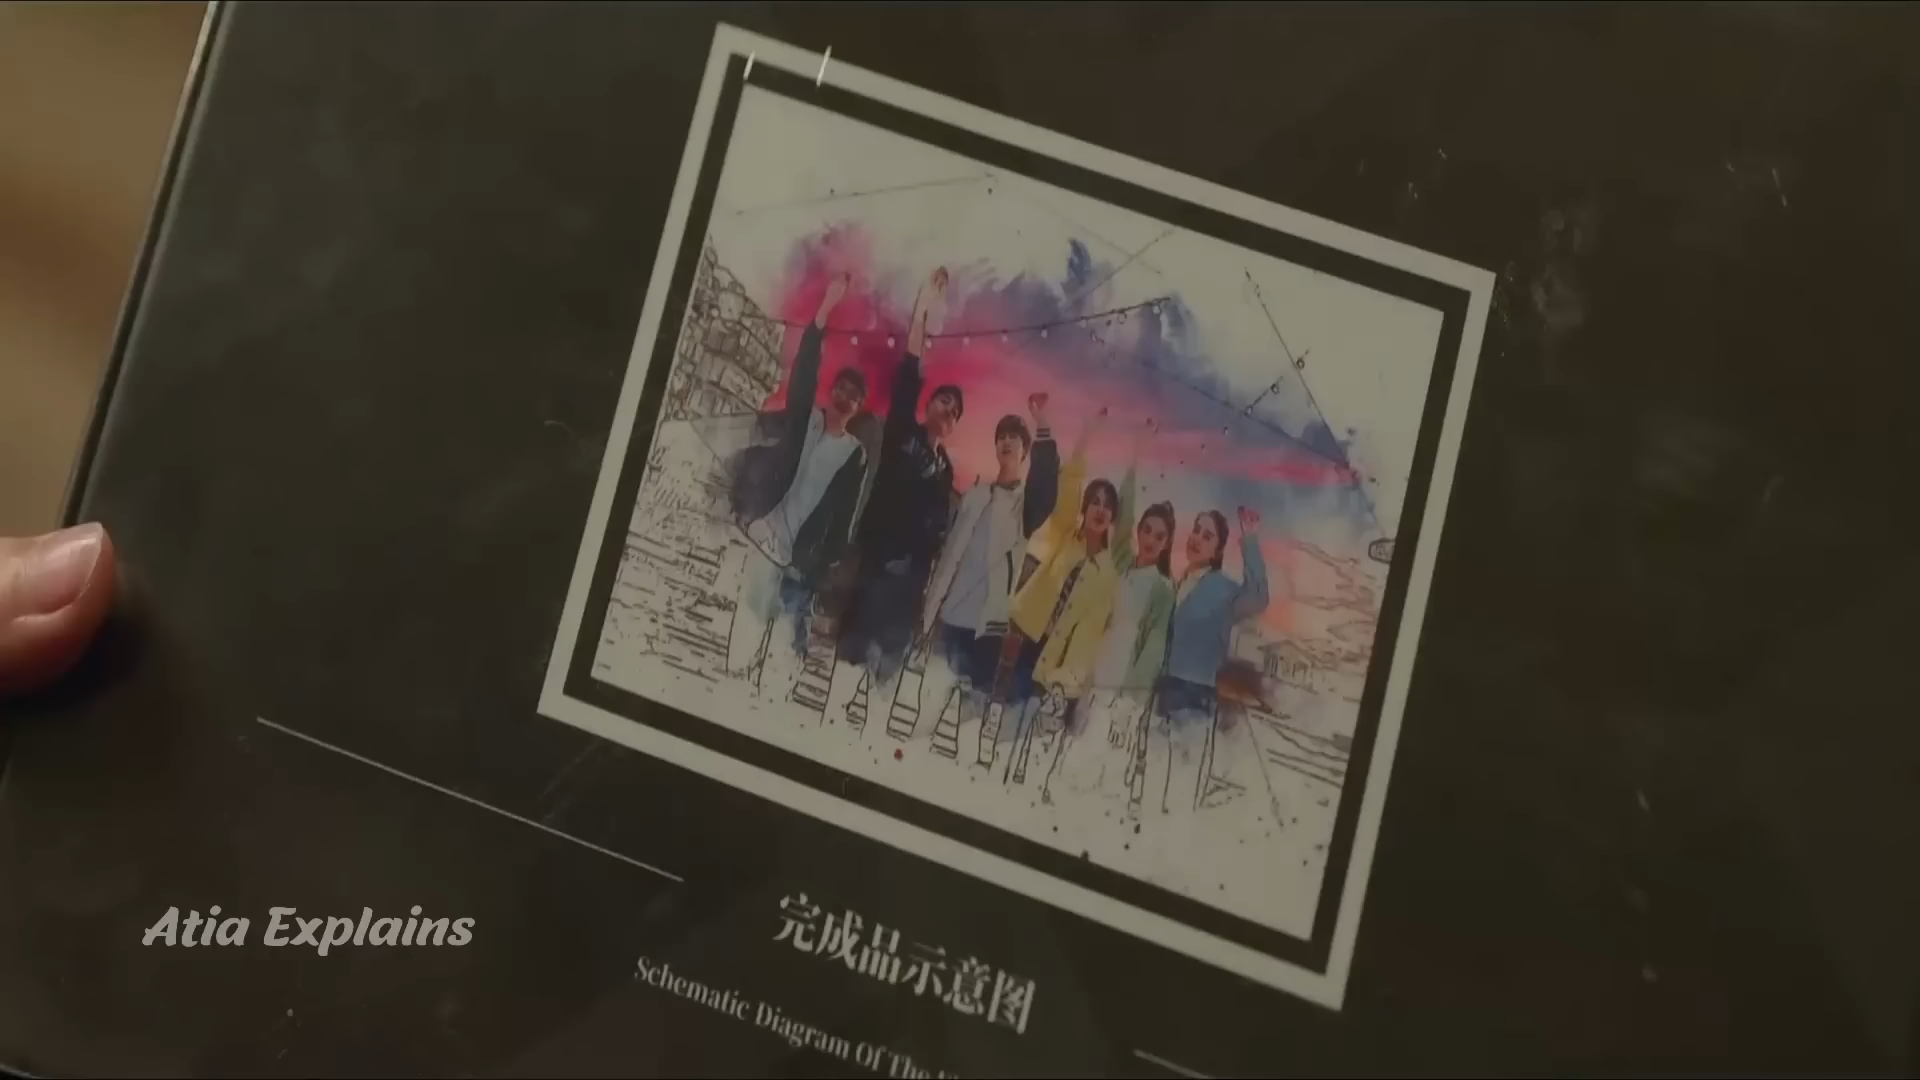 Atia Explains
完成品示意图
Schematic Diagram Of The